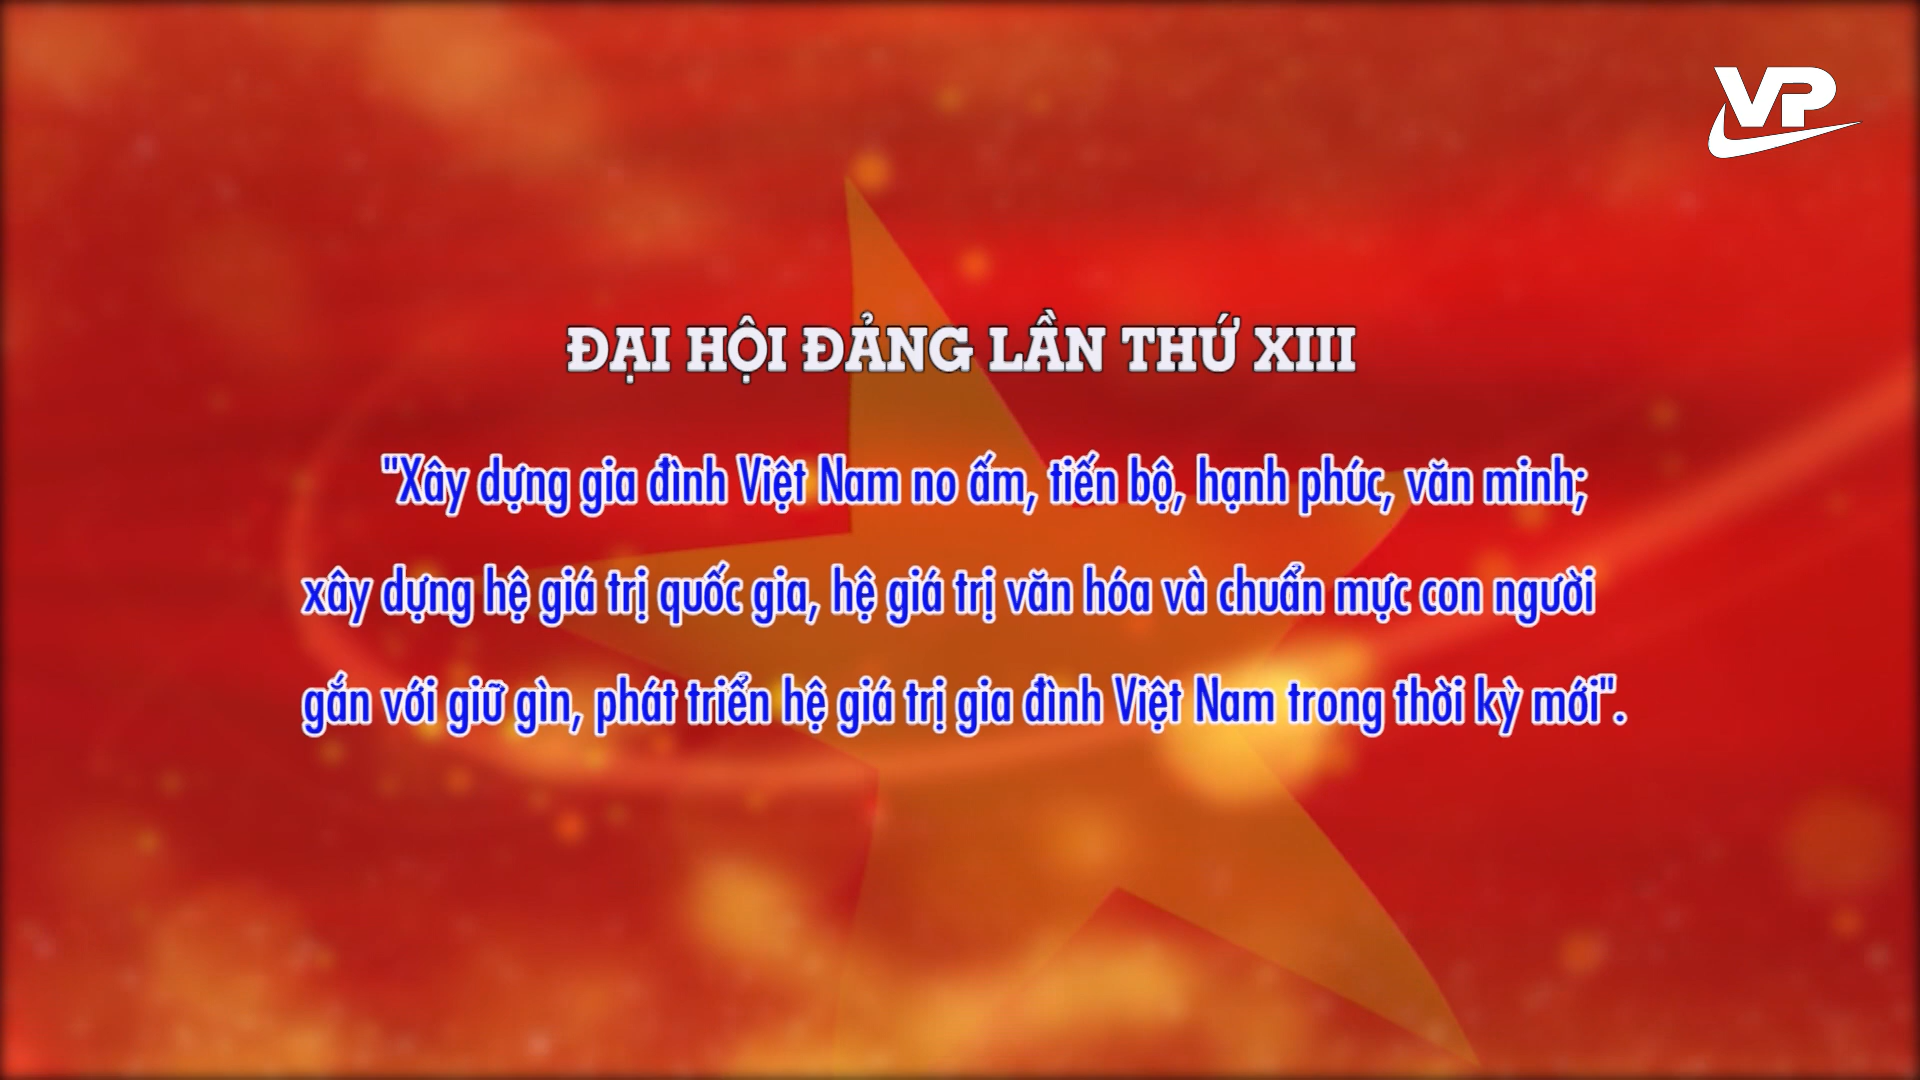 VP
ĐẠI HỘI ĐẢNG LẦN THỨ XIII
"Xây dựng gia đình Việt Nam no ấm, tiến bộ, hạnh phúc, văn minh;
xây dựng hệ giá trị quốc gia, hệ giá trị văn hóa và chuẩn mực con người
gắn với giữ gìn, phát triển hệ giá trị gia đình Việt Nam trong thời kỳ mới".